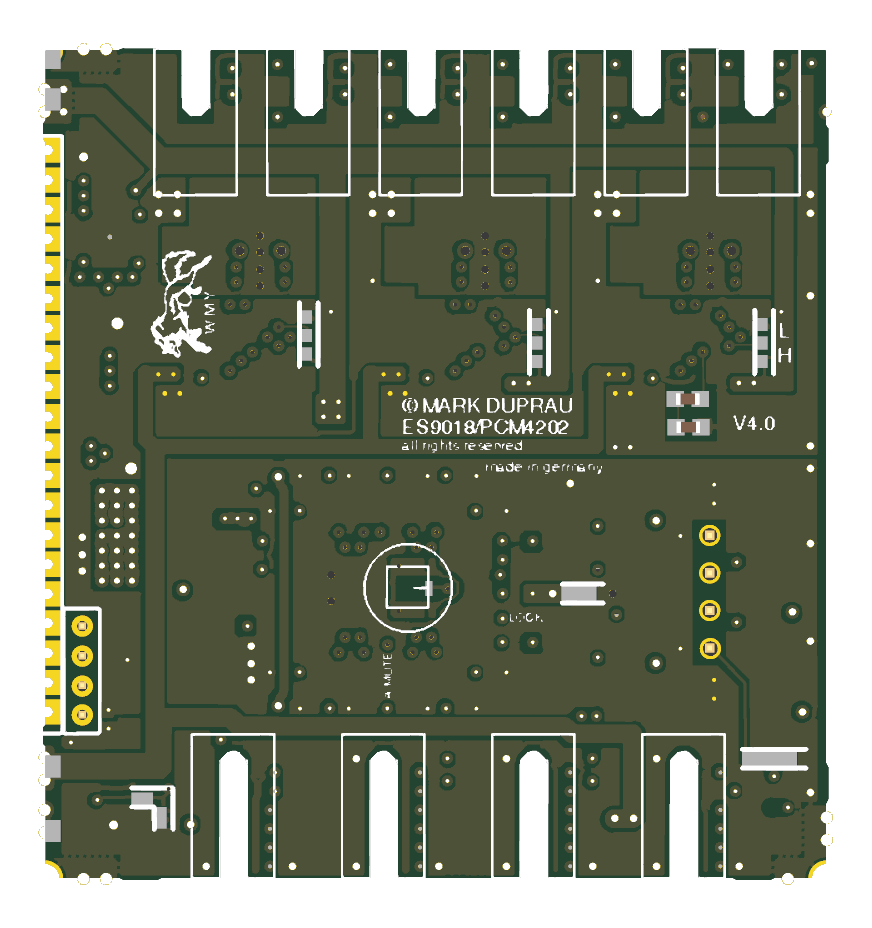 WMY
L
H
© MARK DUPRAU
ES9018/PCM4202
all rights reserved
V4.0
made in germany
LOCK
MUTE